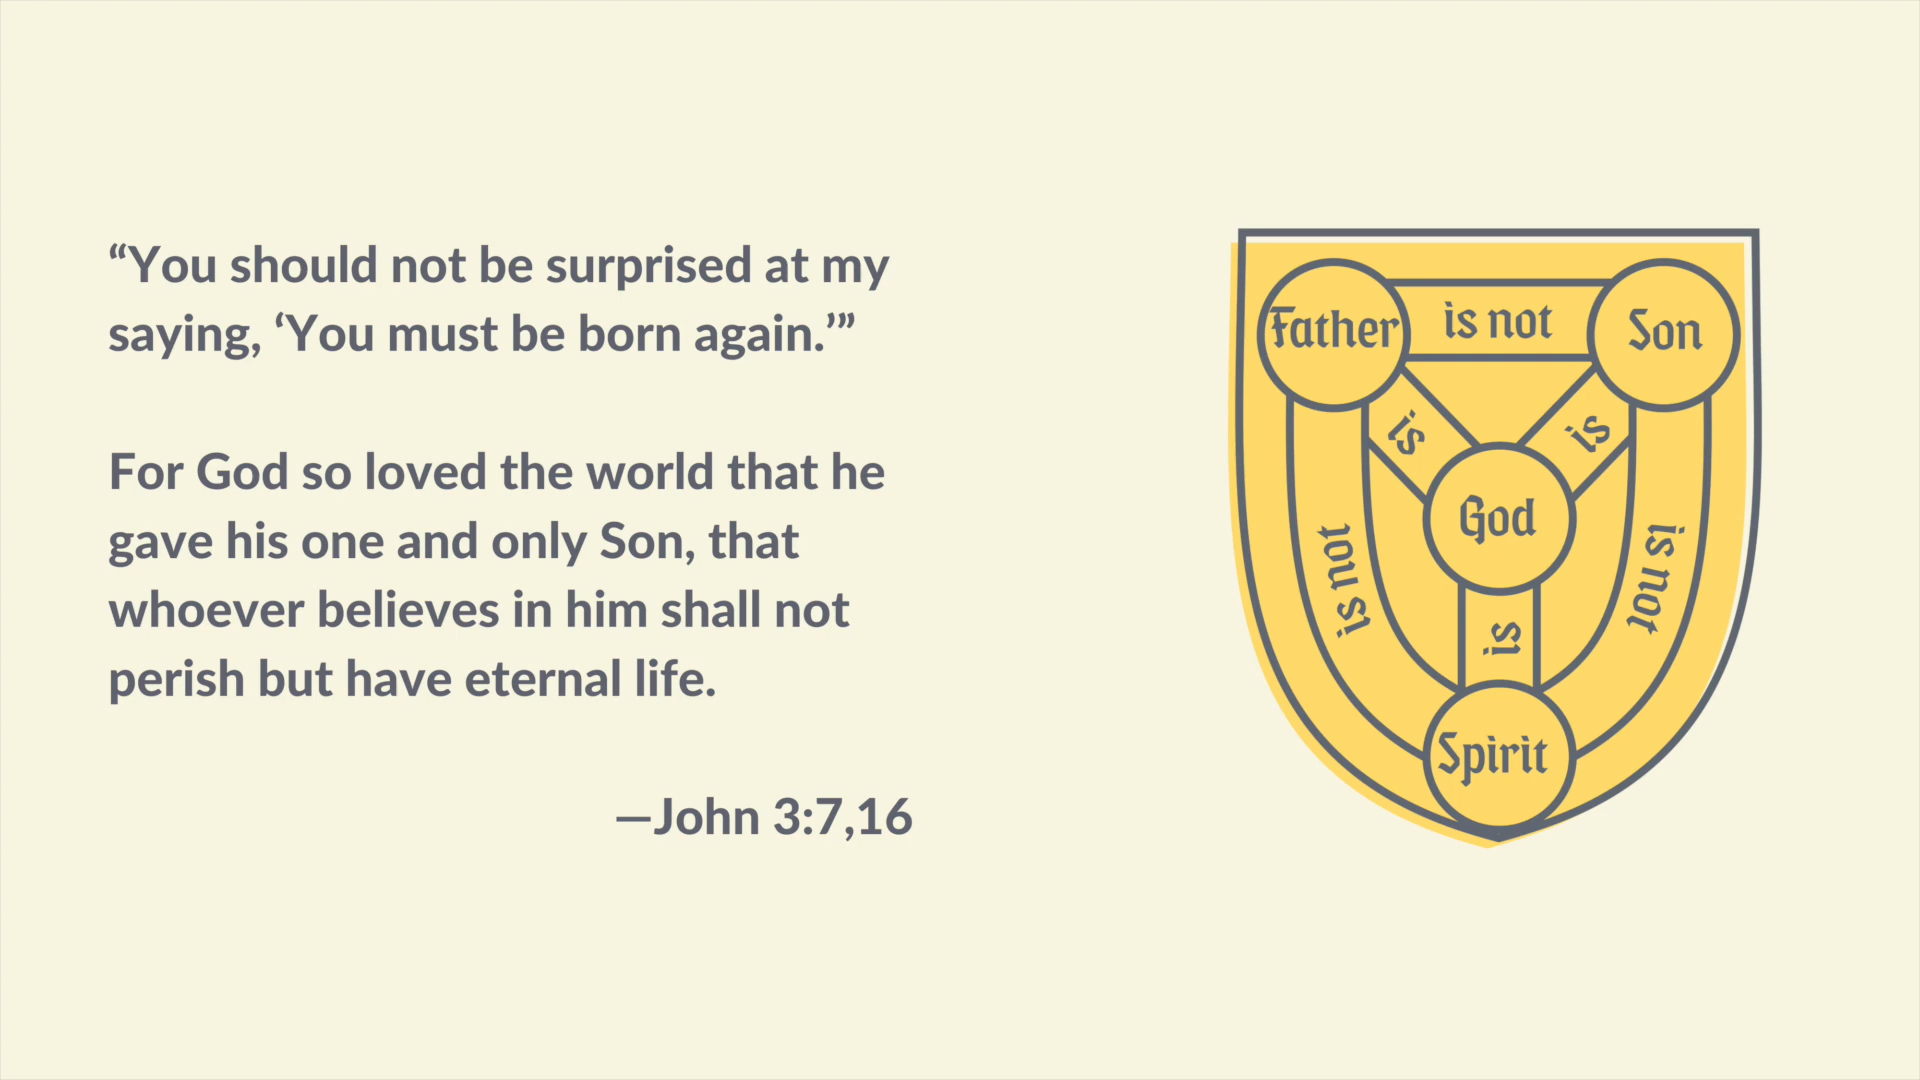 “You should not be surprised at my
saying, ‘You must be born again.’”
For God so loved the world that he
gave his one and only Son, that
whoever believes in him shall not
perish but have eternal life.
—John 3:7,16
Father
is not
Son
is
is
God
is not
is not
is
Spirit